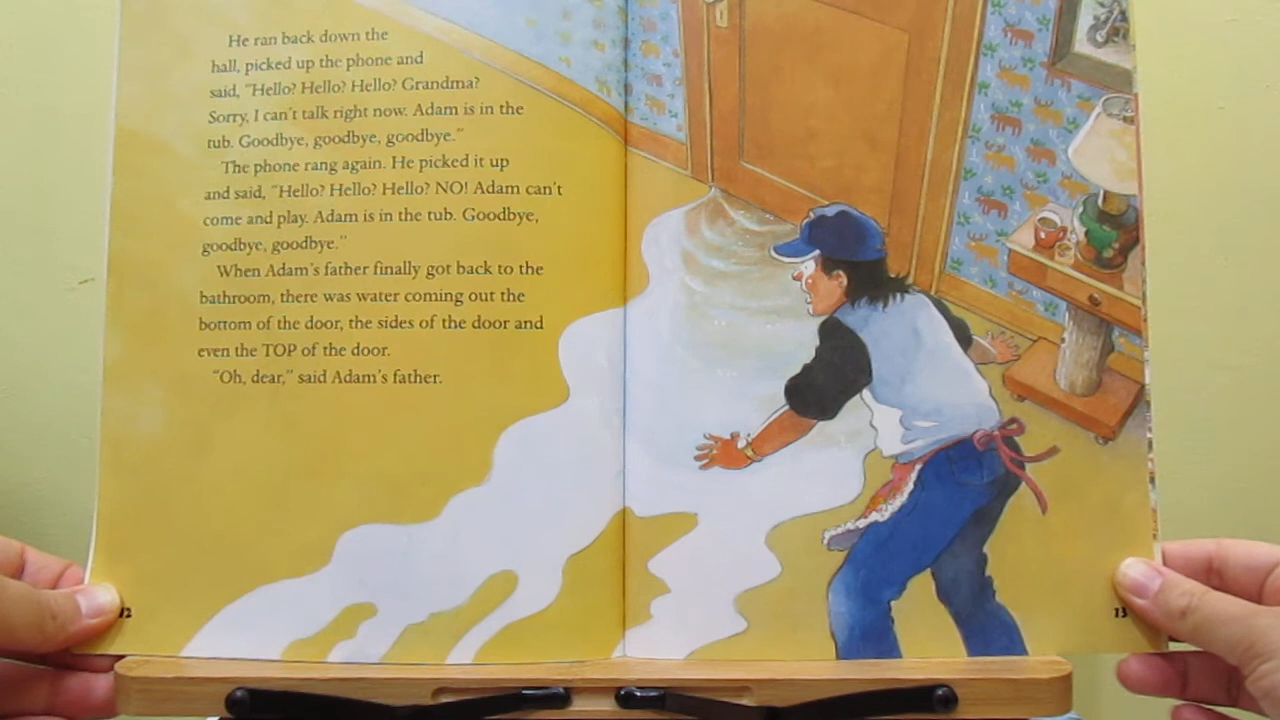 He ran back down the
hall, picked up the phone and
said, "Hello? Hello? Hello? Grandma?
Sorry, I can't talk right now. Adam is in the
tub. Goodbye, goodbye, goodbye."
The phone rang again. He picked it up
and said, "Hello? Hello? Hello? NO! Adam can't
come and play. Adam is in the tub. Goodbye,
goodbye, goodbye."
When Adam's father finally got back to the
bathroom, there was water coming out the
bottom of the door, the sides of the door and
even the TOP of the door.
"Oh, dear," said Adam's father.
12
13